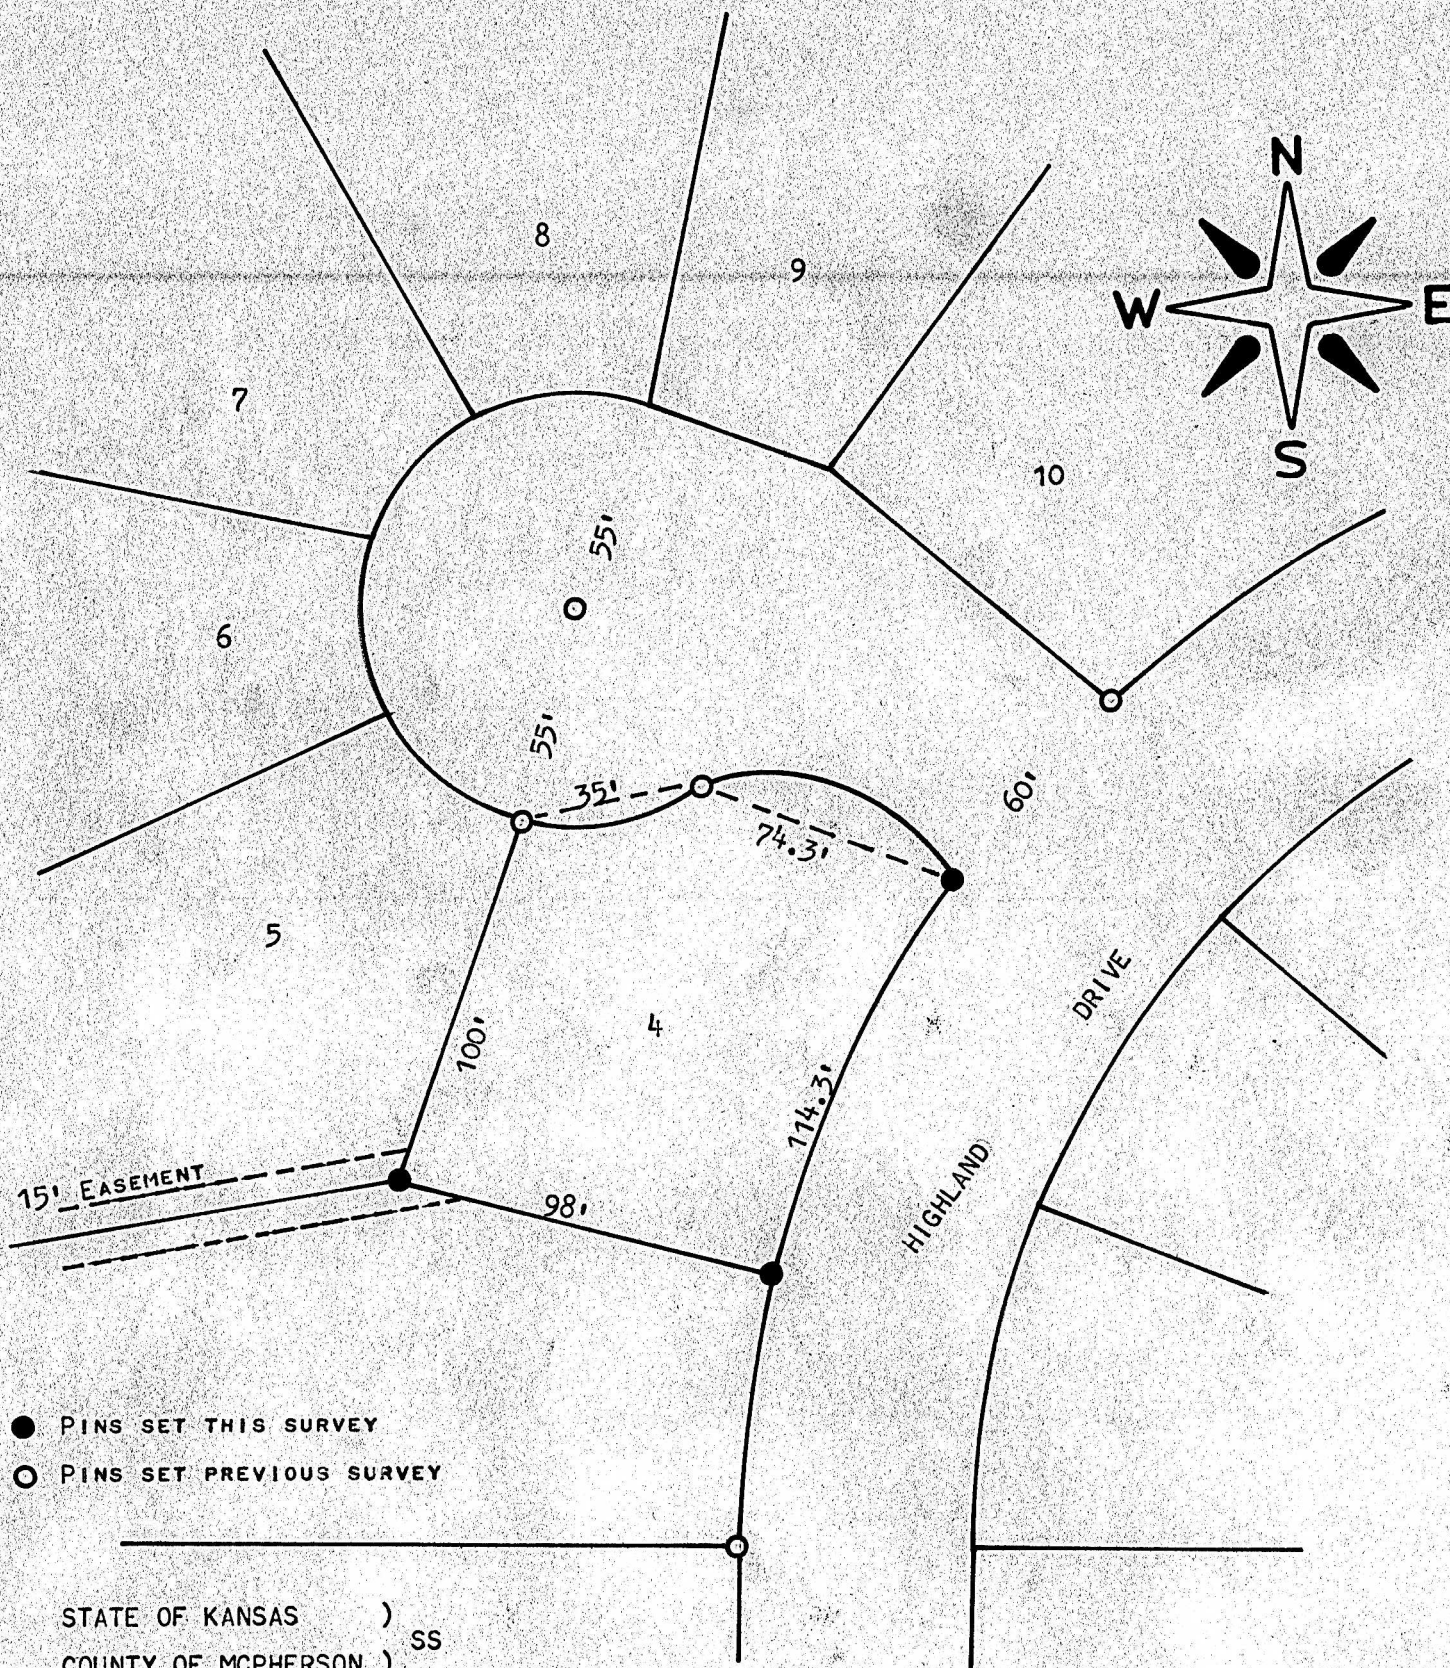 N
8
9
W E
7
S
10
55'
6
55'
35'
60'
74.3'
5
DRIVE
4
100'
114.3'
HIGHLAND
15' EASEMENT
98'
PINS SET THIS SURVEY
PINS SET PREVIOUS SURVEY
STATE OF KANSAS )
SS
COUNTY OF MCPHERSON )